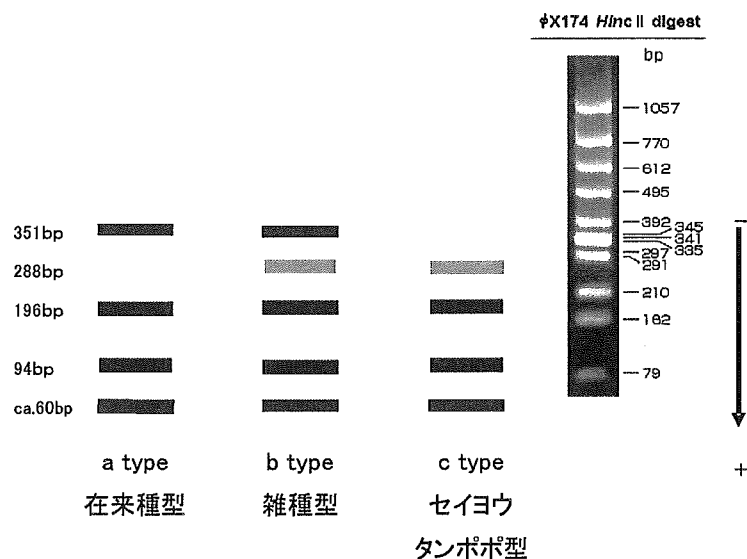 φX174 HincⅡ digest
bp
1057
770
612
495
392
345
341
335
297
291
210
162
79
−
+
351bp
288bp
196bp
94bp
ca.60bp
a type
b type
c type
在来種型
雑種型
セイヨウ
タンポポ型